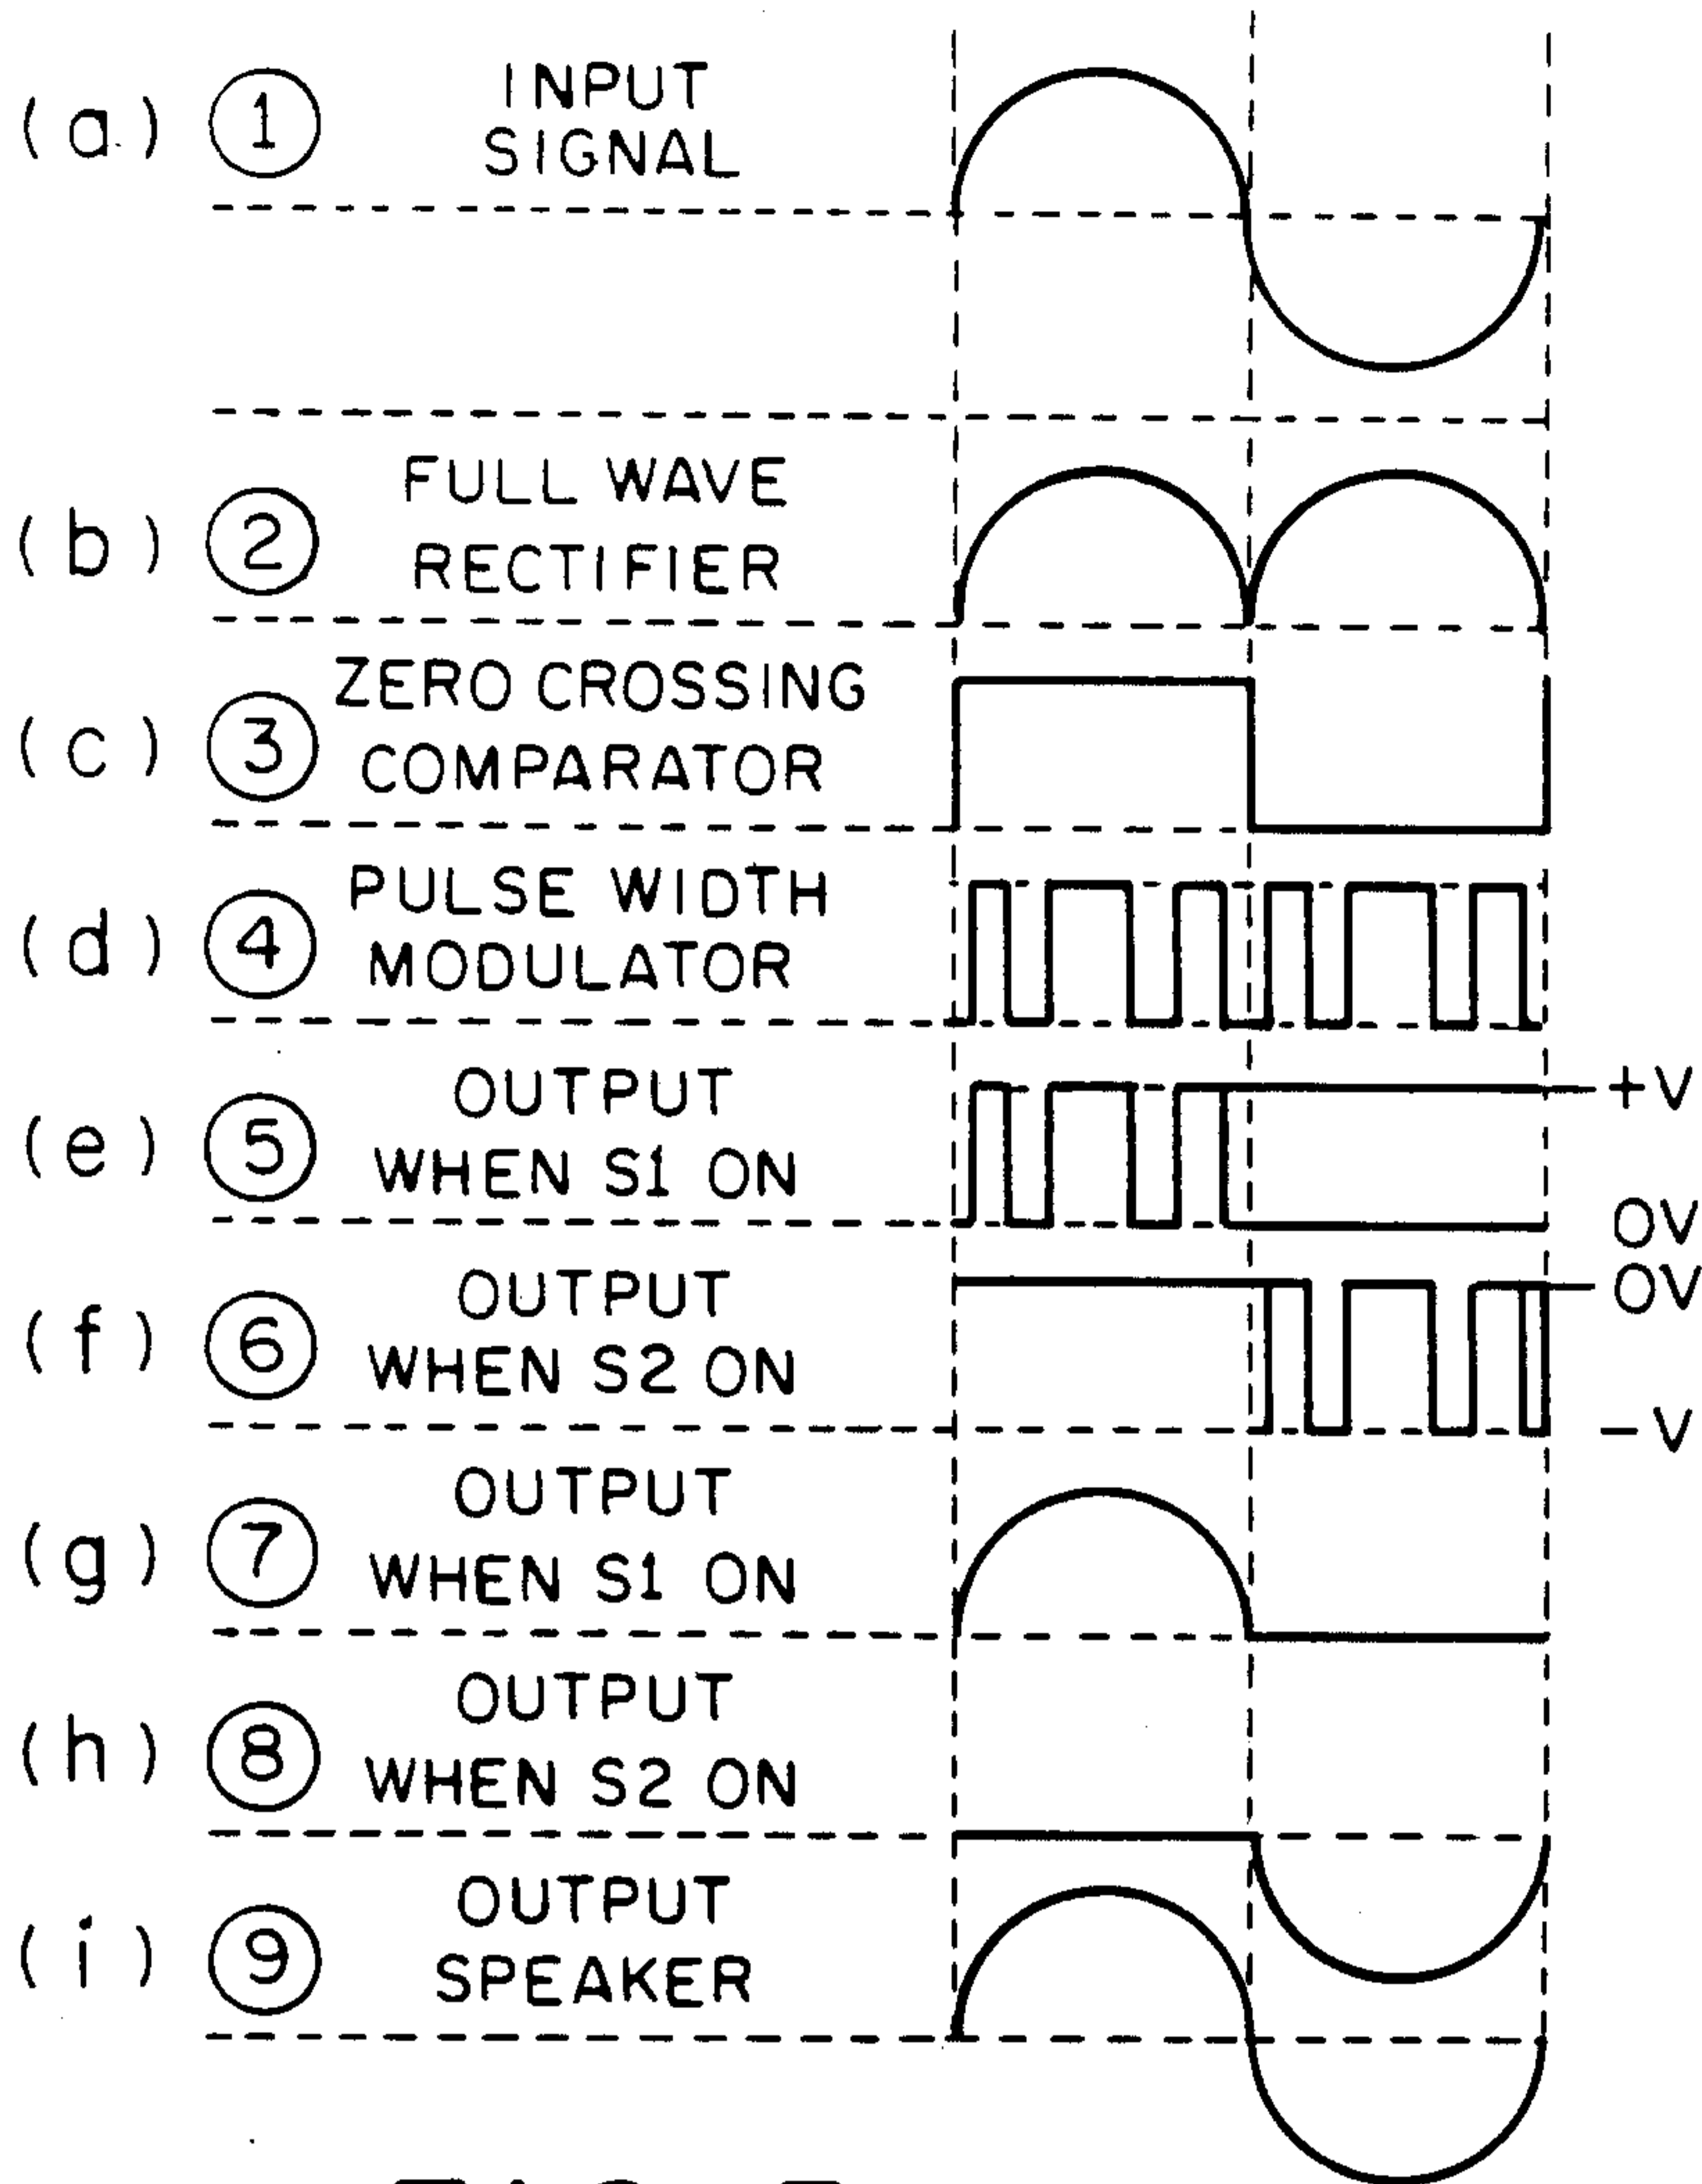 (a) 1 INPUT
SIGNAL
(b) 2 FULL WAVE
RECTIFIER
(c) 3 ZERO CROSSING
COMPARATOR
(d) 4 PULSE WIDTH
MODULATOR
(e) 5 OUTPUT
WHEN S1 ON
+V
0V
(f) 6 OUTPUT
WHEN S2 ON
0V
-V
(g) 7 OUTPUT
WHEN S1 ON
(h) 8 OUTPUT
WHEN S2 ON
(i) 9 OUTPUT
SPEAKER